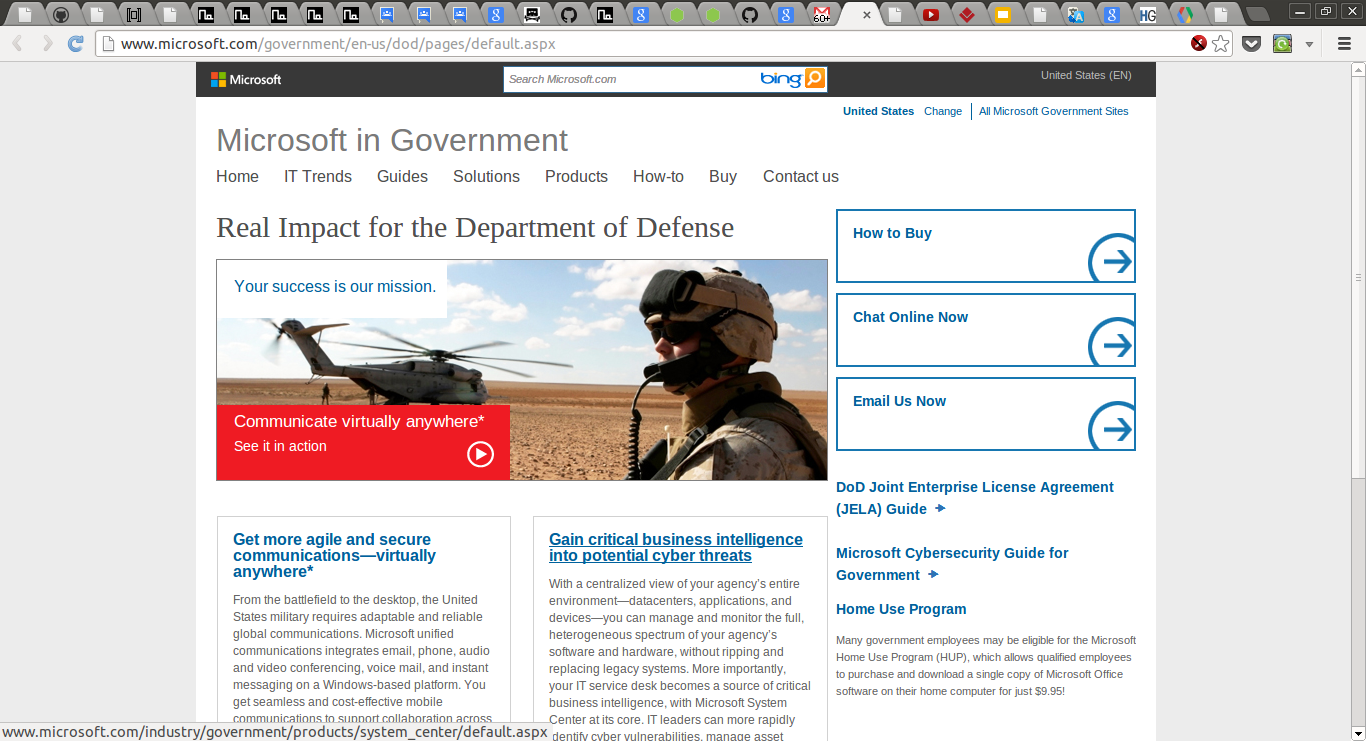 60+
HG
www.microsoft.com/government/en-us/dod/pages/default.aspx
Microsoft
Search Microsoft.com
bing
United States (EN)
United States Change All Microsoft Government Sites
Microsoft in Government
Home IT Trends Guides Solutions Products How-to Buy Contact us
Real Impact for the Department of Defense
Your success is our mission.
Communicate virtually anywhere*
See it in action
How to Buy
Chat Online Now
Email Us Now
DoD Joint Enterprise License Agreement
(JELA) Guide
Microsoft Cybersecurity Guide for
Government
Home Use Program
Many government employees may be eligible for the Microsoft
Home Use Program (HUP), which allows qualified employees
to purchase and download a single copy of Microsoft Office
software on their home computer for just $9.95!
Get more agile and secure
communications—virtually
anywhere*
From the battlefield to the desktop, the United
States military requires adaptable and reliable
global communications. Microsoft unified
communications integrates email, phone, audio
and video conferencing, voice mail, and instant
messaging on a Windows-based platform. You
get seamless and cost-effective mobile
communications to support collaboration across
Gain critical business intelligence
into potential cyber threats
With a centralized view of your agency's entire
environment—datacenters, applications, and
devices—you can manage and monitor the full,
heterogeneous spectrum of your agency's
software and hardware, without ripping and
replacing legacy systems. More importantly,
your IT service desk becomes a source of critical
business intelligence, with Microsoft System
Center at its core. IT leaders can more rapidly
identify cyber vulnerabilities, manage asset
www.microsoft.com/industry/government/products/system_center/default.aspx